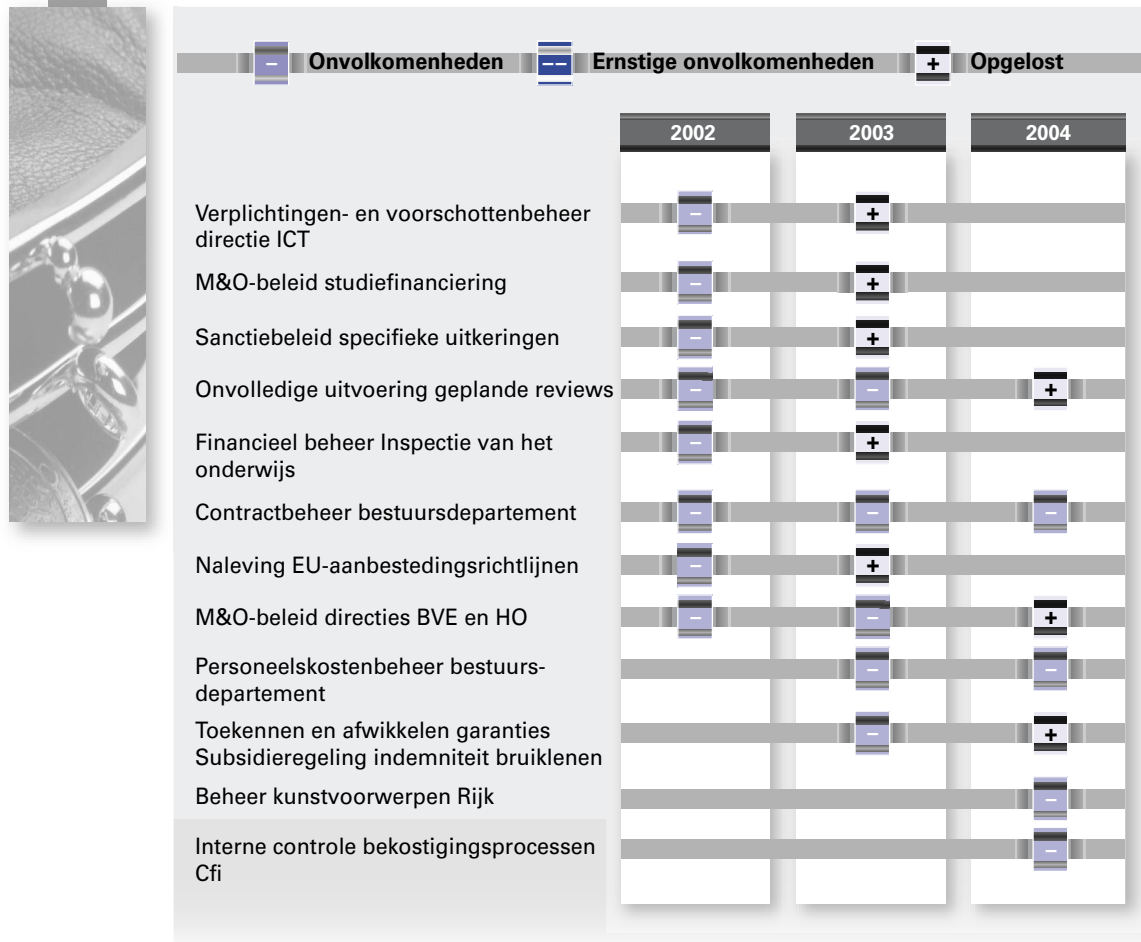 – Onvolkomenheden –– Ernstige onvolkomenheden + Opgelost
2002 2003 2004
Verplichtingen- en voorschottenbeheer
directie ICT
– +
M&O-beleid studiefinanciering – +
Sanctiebeleid specifieke uitkeringen – +
Onvolledige uitvoering geplande reviews – – +
Financieel beheer Inspectie van het
onderwijs
– +
Contractbeheer bestuursdepartement – – –
Naleving EU-aanbestedingsrichtlijnen – +
M&O-beleid directies BVE en HO – – +
Personeelskostenbeheer bestuurs-
departement
– –
Toekennen en afwikkelen garanties
Subsidieregeling indemniteit bruiklenen
– +
Beheer kunstvoorwerpen Rijk –
Interne controle bekostigingsprocessen
Cfi
–